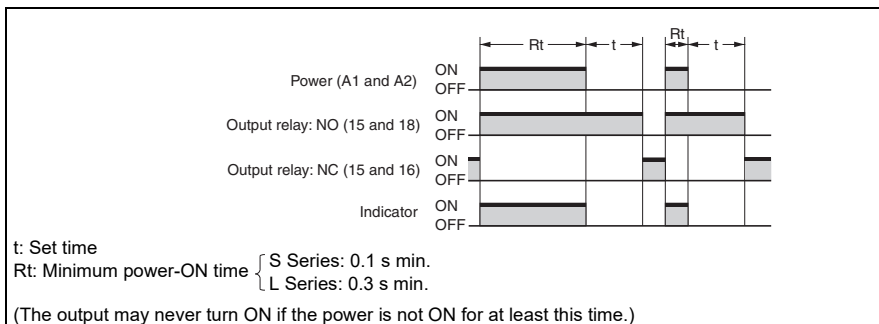 Rt t Rt t
Power (A1 and A2) ON
OFF
Output relay: NO (15 and 18) ON
OFF
Output relay: NC (15 and 16) ON
OFF
Indicator ON
OFF
t: Set time
Rt: Minimum power-ON time { S Series: 0.1 s min.
L Series: 0.3 s min.
(The output may never turn ON if the power is not ON for at least this time.)